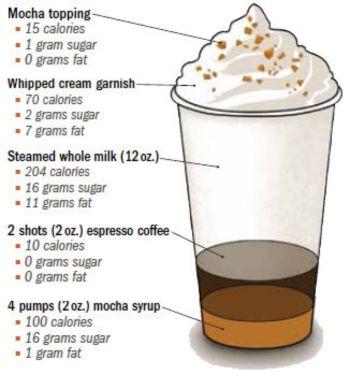 Mocha topping
▪ 15 calories
▪ 1 gram sugar
▪ 0 grams fat
Whipped cream garnish
▪ 70 calories
▪ 2 grams sugar
▪ 7 grams fat
Steamed whole milk (12 oz.)
▪ 204 calories
▪ 16 grams sugar
▪ 11 grams fat
2 shots (2 oz.) espresso coffee
▪ 10 calories
▪ 0 grams sugar
▪ 0 grams fat
4 pumps (2 oz.) mocha syrup
▪ 100 calories
▪ 16 grams sugar
▪ 1 gram fat